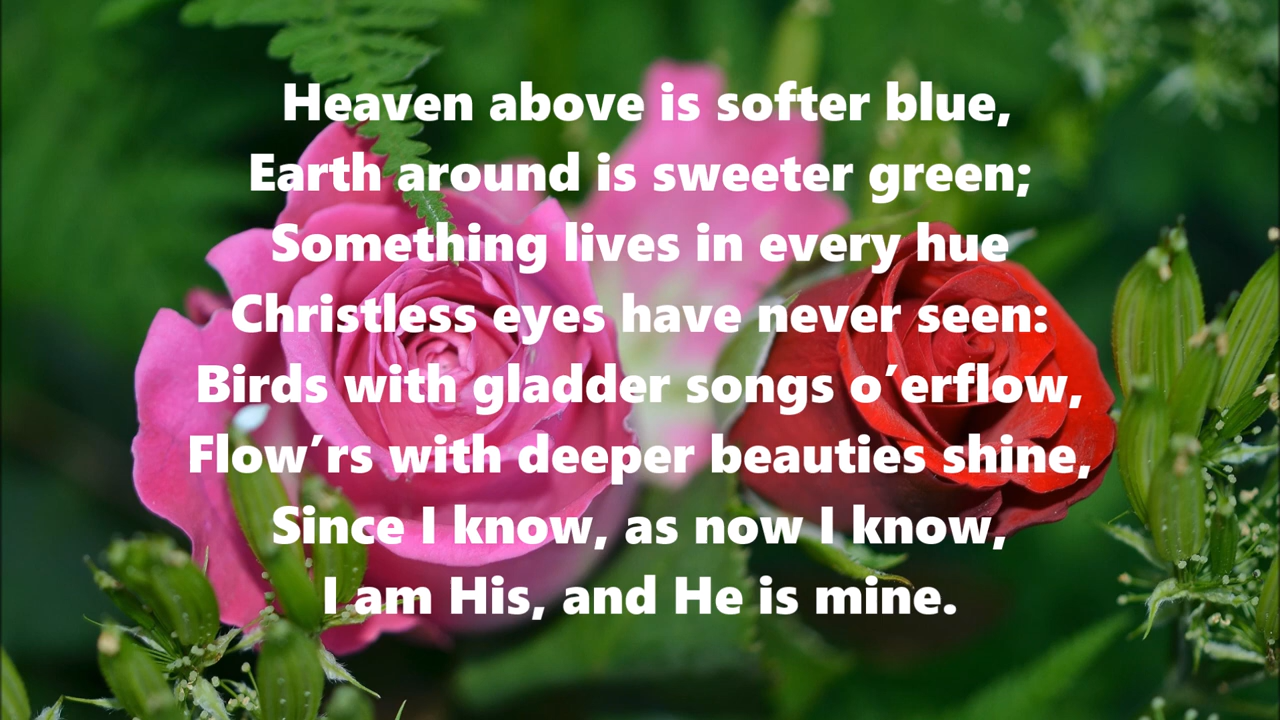 Heaven above is softer blue,
Earth around is sweeter green;
Something lives in every hue
Christless eyes have never seen:
Birds with gladder songs o′erflow,
Flow′rs with deeper beauties shine,
Since I know, as now I know,
I am His, and He is mine.